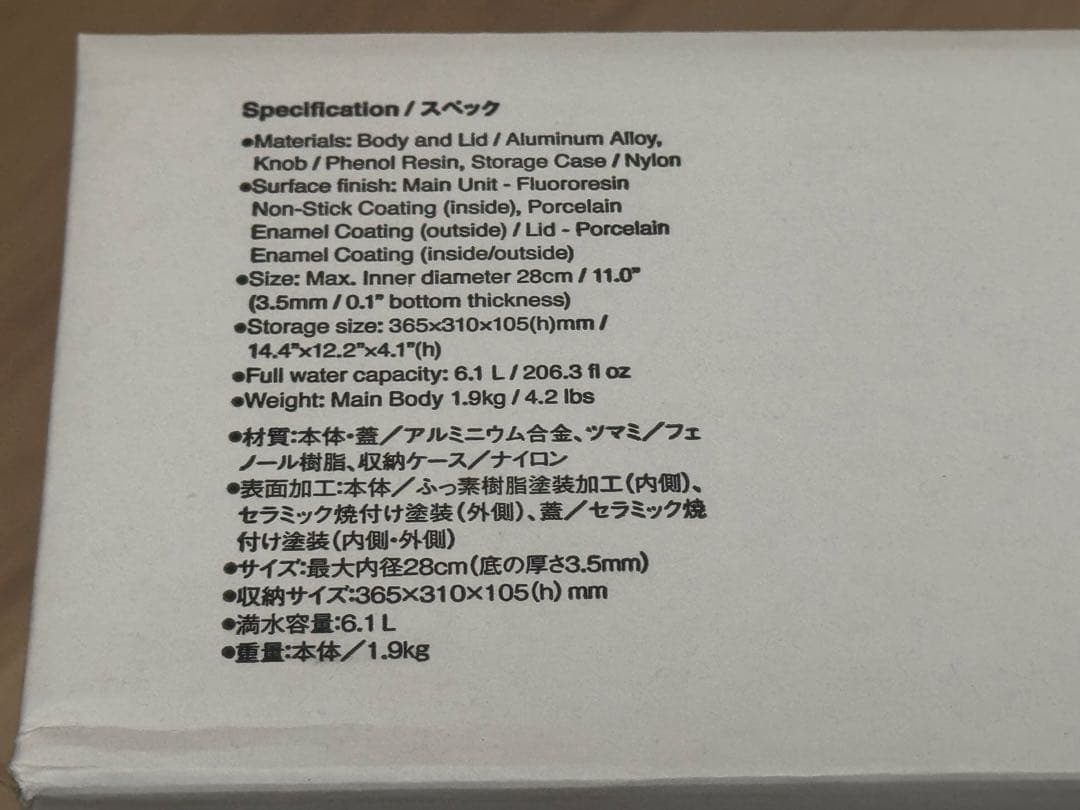 Specification / スペック
●Materials: Body and Lid / Aluminum Alloy,
Knob / Phenol Resin, Storage Case / Nylon
●Surface finish: Main Unit - Fluororesin
Non-Stick Coating (inside), Porcelain
Enamel Coating (outside) / Lid - Porcelain
Enamel Coating (inside/outside)
●Size: Max. Inner diameter 28cm / 11.0"
(3.5mm / 0.1" bottom thickness)
●Storage size: 365×310×105(h)mm /
14.4"×12.2"×4.1"(h)
●Full water capacity: 6.1 L / 206.3 fl oz
●Weight: Main Body 1.9kg / 4.2 lbs
●材質:本体・蓋／アルミニウム合金、ツマミ／フェ
ノール樹脂、収納ケース／ナイロン
●表面加工:本体／ふっ素樹脂塗装加工(内側)、
セラミック焼付け塗装(外側)、蓋／セラミック焼
付け塗装(内側・外側)
●サイズ:最大内径28cm(底の厚さ3.5mm)
●収納サイズ:365×310×105(h) mm
●満水容量:6.1 L
●重量:本体／1.9kg